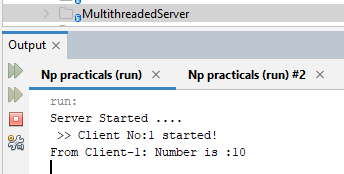 MultithreadedServer
Output ×
Np practicals (run) × Np practicals (run) #2 ×
run:
Server Started ....
>> Client No:1 started!
From Client-1: Number is :10